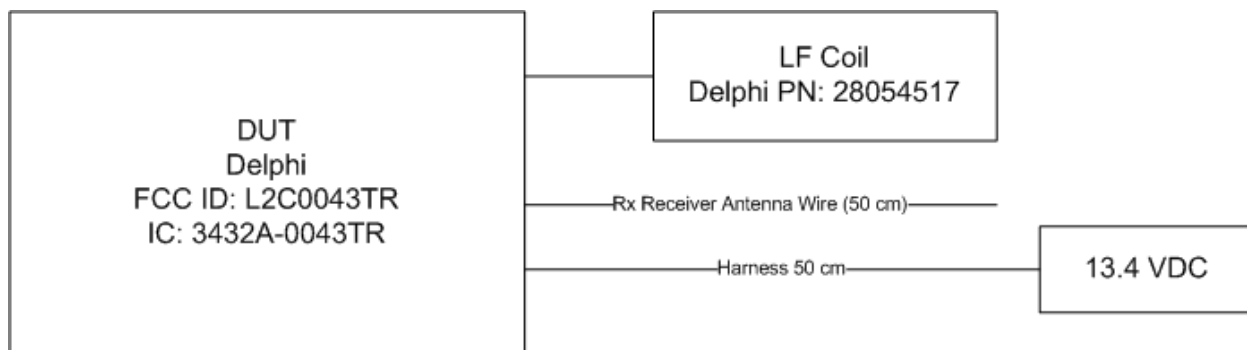 DUT
Delphi
FCC ID: L2C0043TR
IC: 3432A-0043TR
LF Coil
Delphi PN: 28054517
Rx Receiver Antenna Wire (50 cm)
Harness 50 cm
13.4 VDC